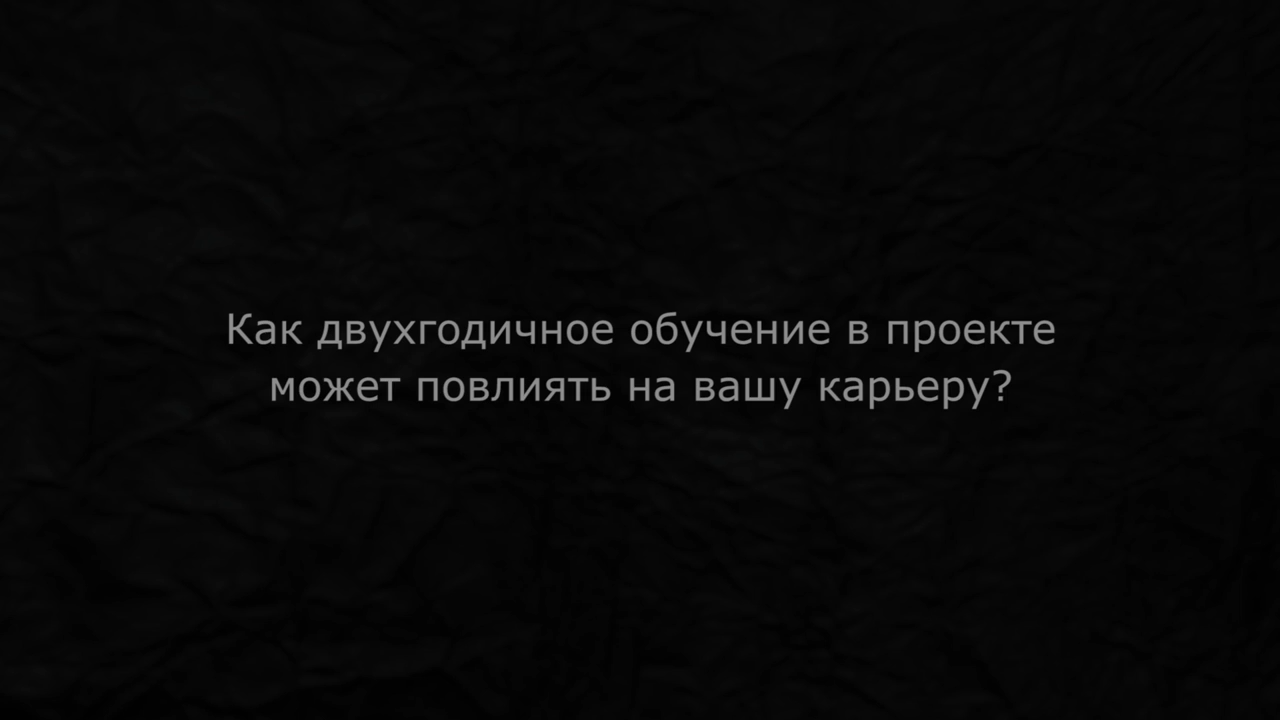 Как двухгодичное обучение в проекте
может повлиять на вашу карьеру?